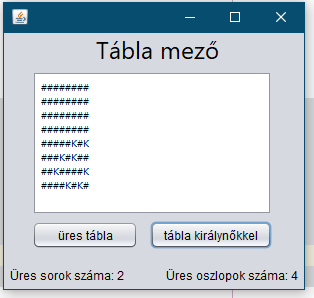 Tábla mező
########
########
########
########
#####K#K
###K#K##
##K####K
####K#K#
üres tábla
tábla királynőkkel
Üres sorok száma: 2
Üres oszlopok száma: 4